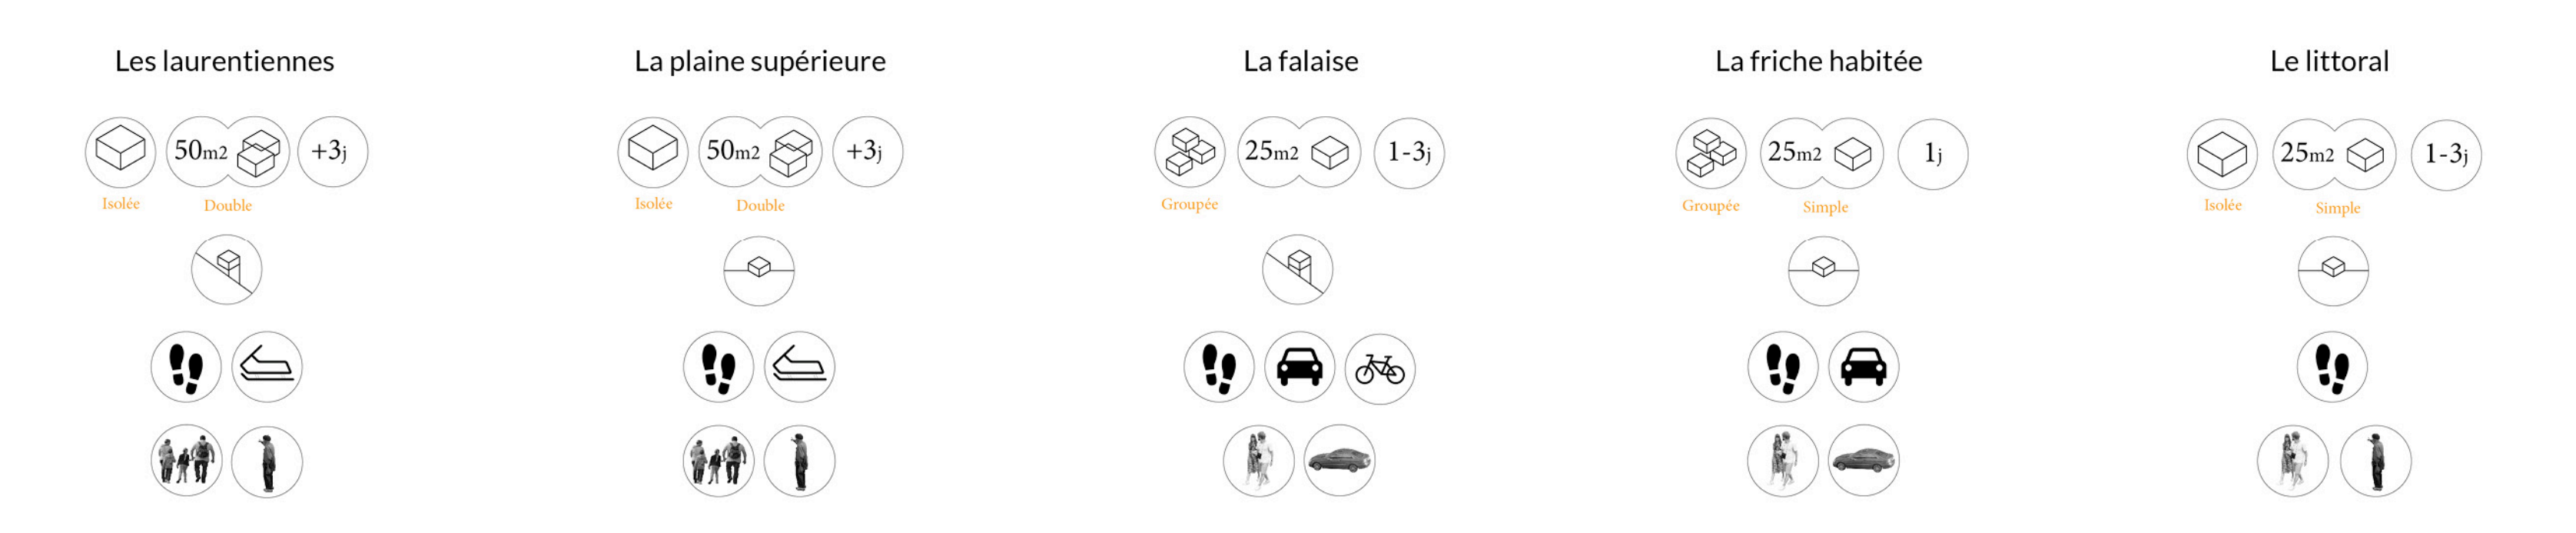 Les laurentiennes
50m2
+3j
Isolée
Double
La plaine supérieure
50m2
+3j
Isolée
Double
La falaise
25m2
1-3j
Groupée
La friche habitée
25m2
1j
Groupée
Simple
Le littoral
25m2
1-3j
Isolée
Simple